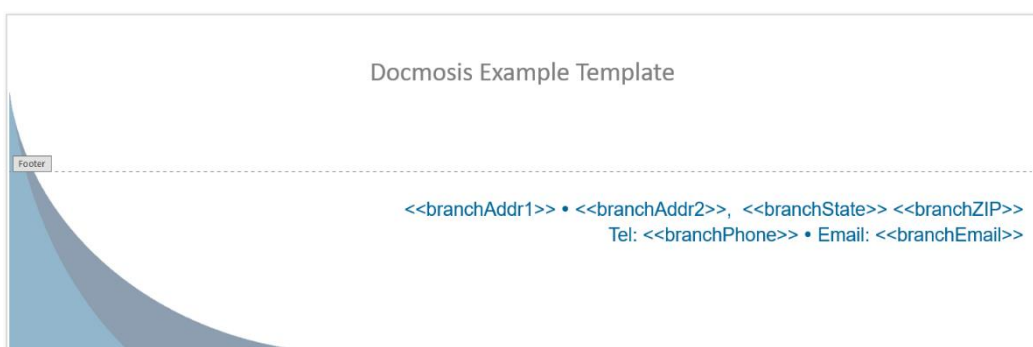 Docmosis Example Template
Footer
<<branchAddr1>> • <<branchAddr2>>,  <<branchState>> <<branchZIP>>
Tel: <<branchPhone>> • Email: <<branchEmail>>